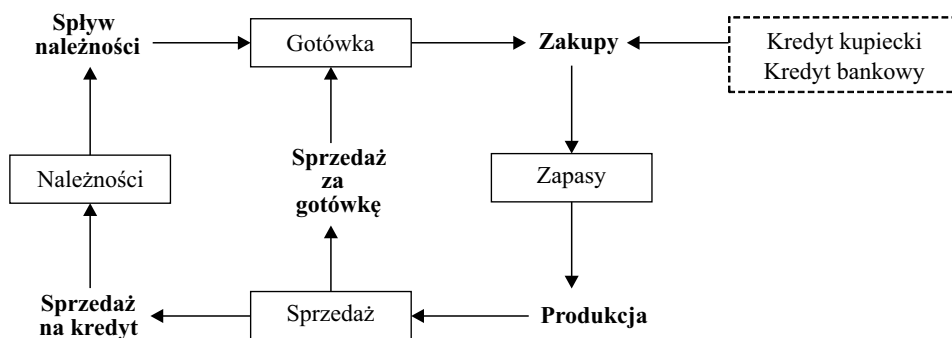 Spływ
należności
Gotówka
Zakupy
Kredyt kupiecki
Kredyt bankowy
Należności
Sprzedaż
za
gotówkę
Zapasy
Sprzedaż
na kredyt
Sprzedaż
Produkcja